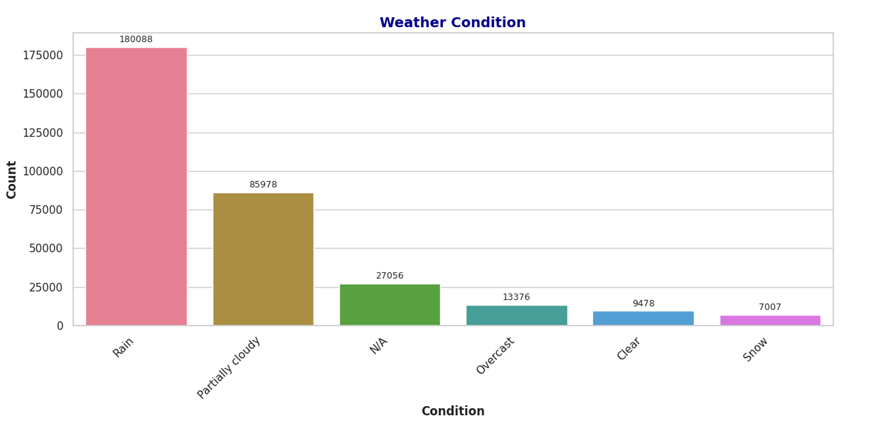 Weather Condition
180088
175000
150000
125000
100000
75000
50000
25000
0
Count
85978
27056
13376
9478
7007
Rain
Partially cloudy
N/A
Overcast
Clear
Snow
Condition